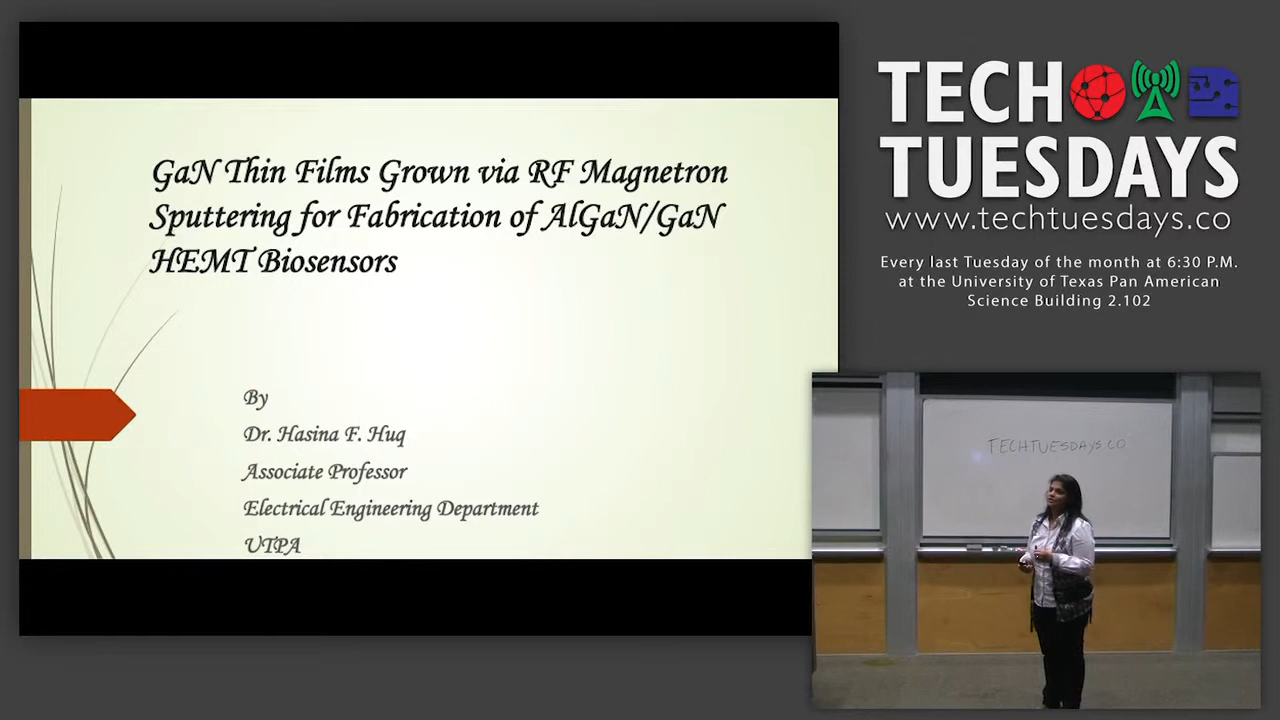 GaN Thin Films Grown via RF Magnetron
Sputtering for Fabrication of AlGaN/GaN
HEMT Biosensors
By
Dr. Hasina F. Huq
Associate Professor
Electrical Engineering Department
UTPA
TECH
TUESDAYS
www.techtuesdays.co
Every last Tuesday of the month at 6:30 P.M.
at the University of Texas Pan American
Science Building 2.102
TECHTUESDAYS.CO